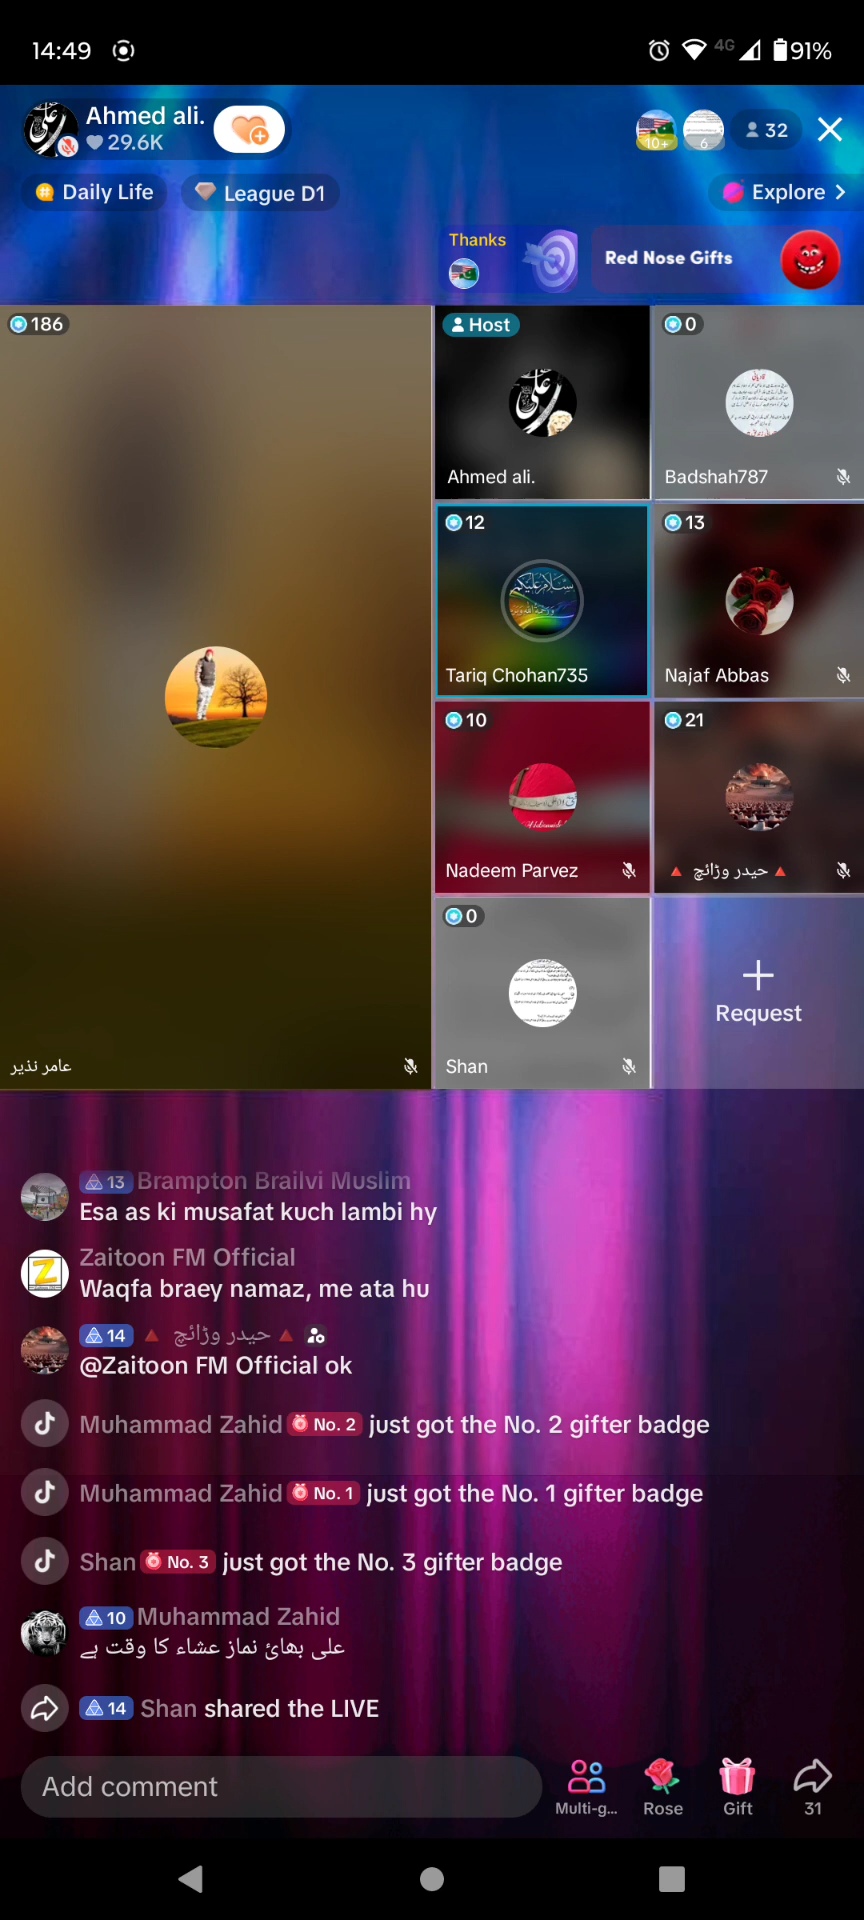 14:49
4G
91%
Ahmed ali.
29.6K
10+
6
32
Daily Life
League D1
Explore
Thanks
Red Nose Gifts
186
Host
0
Ahmed ali.
Badshah787
12
13
Tariq Chohan735
Najaf Abbas
10
21
Nadeem Parvez
حیدر وڑائچ
0
Request
عامر نذیر
Shan
13 Brampton Brailvi Muslim
Esa as ki musafat kuch lambi hy
Zaitoon FM Official
Waqfa braey namaz, me ata hu
14 حیدر وڑائچ
@Zaitoon FM Official ok
Muhammad Zahid No. 2 just got the No. 2 gifter badge
Muhammad Zahid No. 1 just got the No. 1 gifter badge
Shan No. 3 just got the No. 3 gifter badge
10 Muhammad Zahid
علی بھائ نماز عشاء کا وقت ہے
14 Shan shared the LIVE
Add comment
Multi-g...
Rose
Gift
31